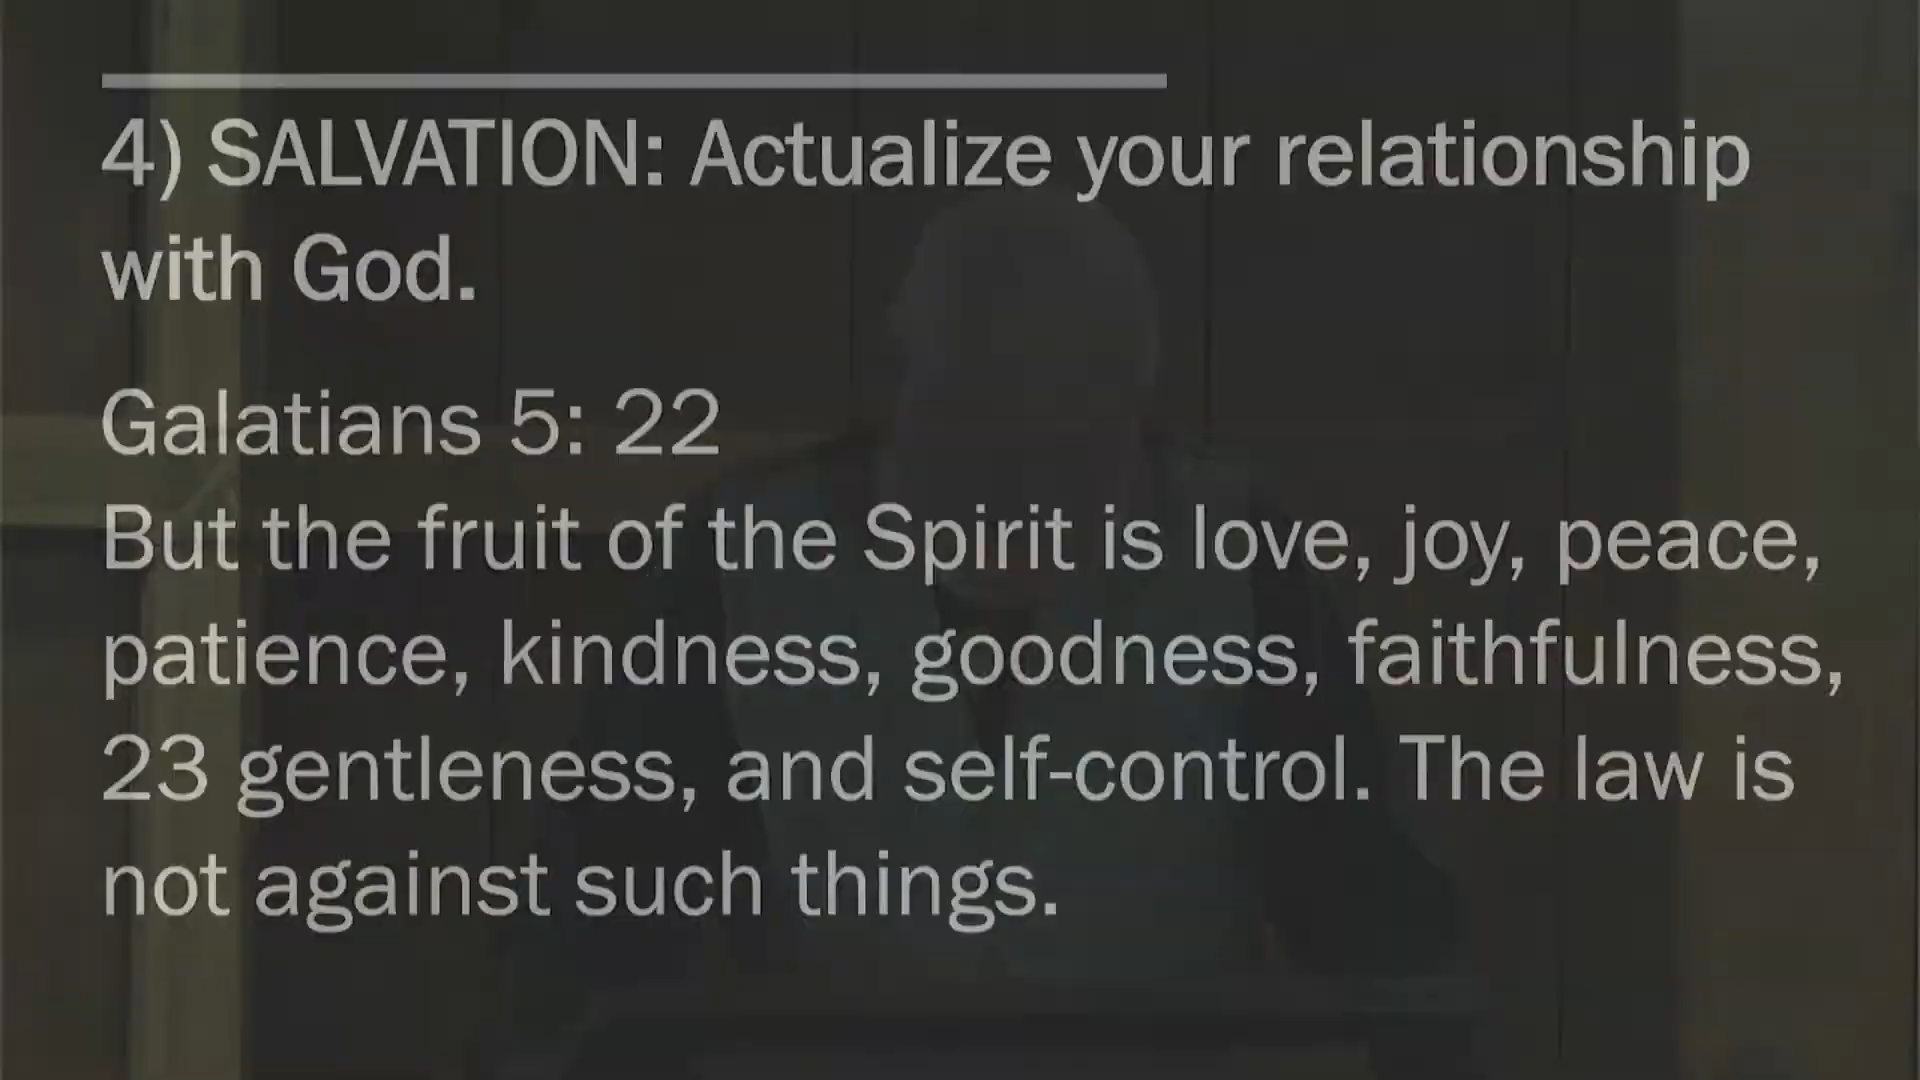 4) SALVATION: Actualize your relationship
with God.
Galatians 5: 22
But the fruit of the Spirit is love, joy, peace,
patience, kindness, goodness, faithfulness,
23 gentleness, and self-control. The law is
not against such things.